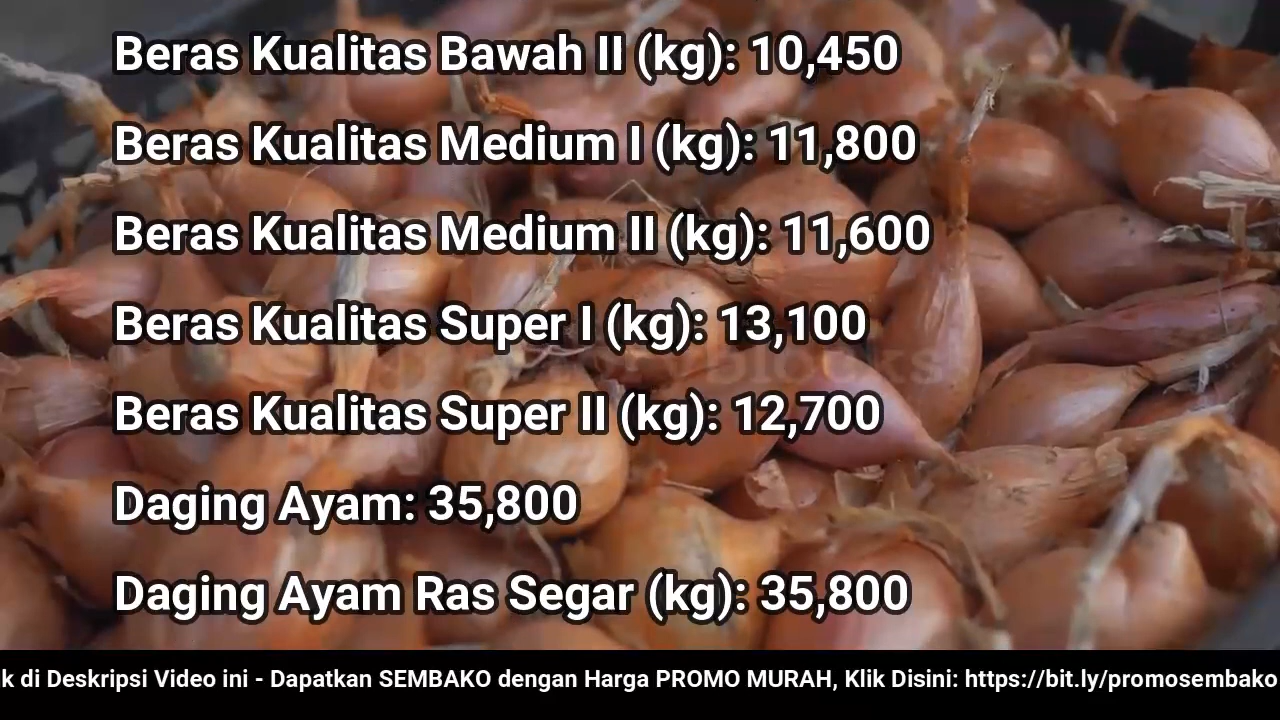 Beras Kualitas Bawah II (kg): 10,450
Beras Kualitas Medium I (kg): 11,800
Beras Kualitas Medium II (kg): 11,600
Beras Kualitas Super I (kg): 13,100
Beras Kualitas Super II (kg): 12,700
Daging Ayam: 35,800
Daging Ayam Ras Segar (kg): 35,800
k di Deskripsi Video ini - Dapatkan SEMBAKO dengan Harga PROMO MURAH, Klik Disini: https://bit.ly/promosembako